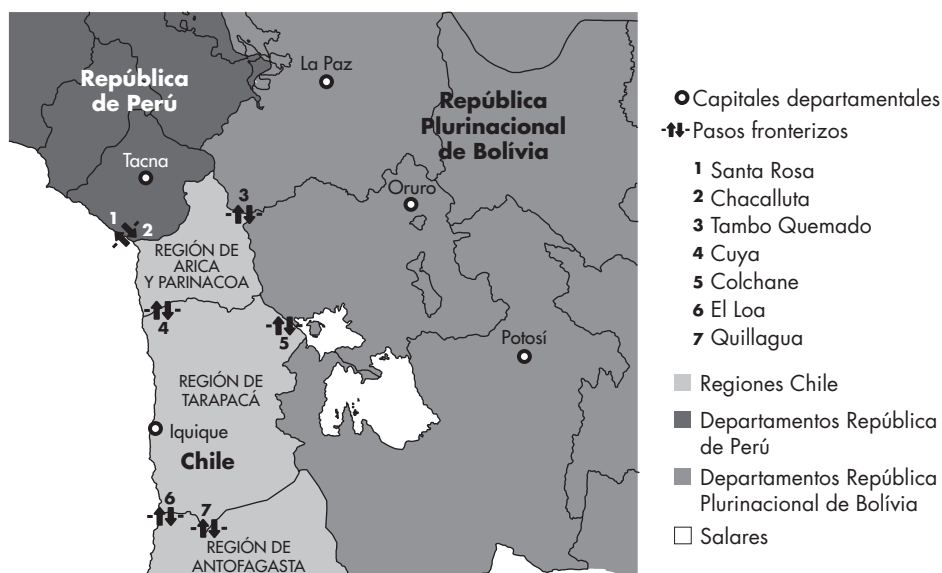 República
de Perú
La Paz
República
Plurinacional
de Bolívia
Tacna
Oruro
3
1
2
REGIÓN DE
ARICA
Y PARINACOA
4
5
Potosí
REGIÓN DE
TARAPACÁ
Iquique
Chile
6
7
REGIÓN DE
ANTOFAGASTA
Capitales departamentales
Pasos fronterizos
1 Santa Rosa
2 Chacalluta
3 Tambo Quemado
4 Cuya
5 Colchane
6 El Loa
7 Quillagua
Regiones Chile
Departamentos República
de Perú
Departamentos República
Plurinacional de Bolívia
Salares